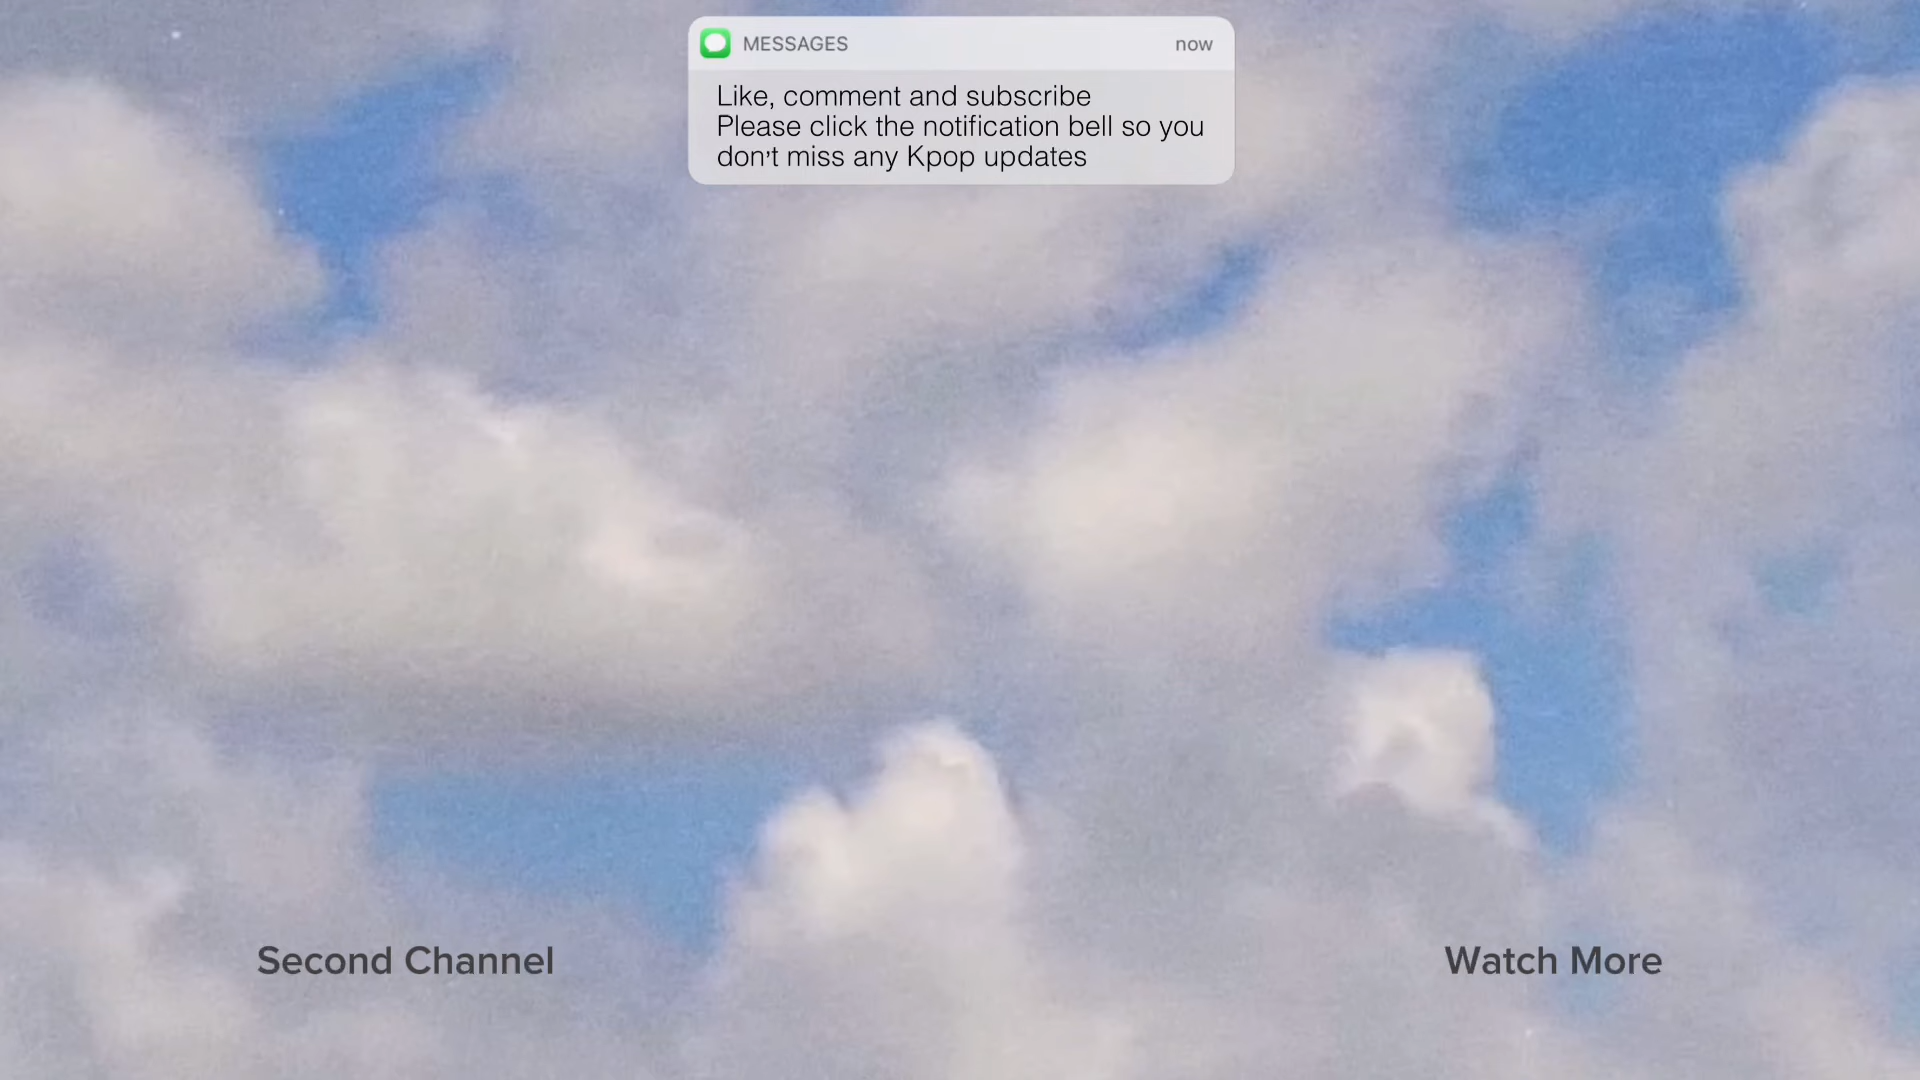 MESSAGES now
Like, comment and subscribe
Please click the notification bell so you
don't miss any Kpop updates
Second Channel
Watch More